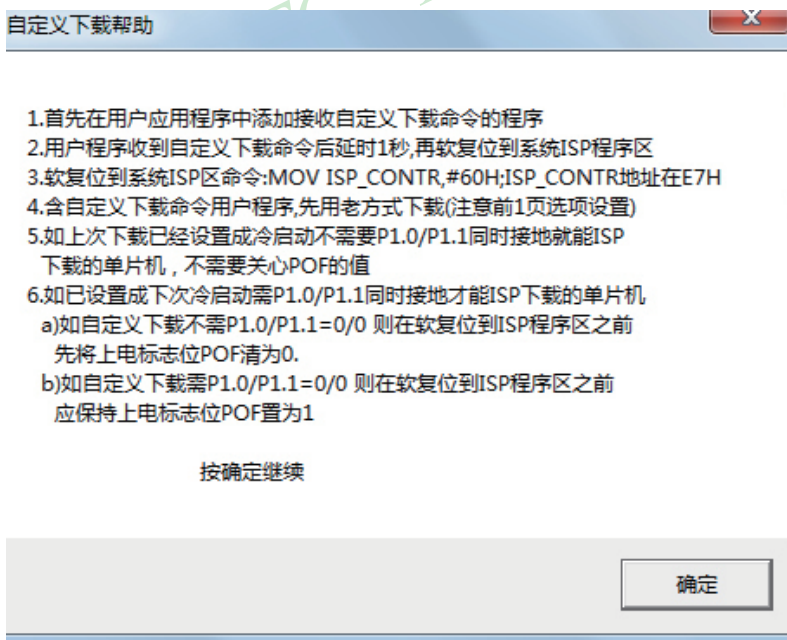 自定义下载帮助
1.首先在用户应用程序中添加接收自定义下载命令的程序
2.用户程序收到自定义下载命令后延时1秒,再软复位到系统ISP程序区
3.软复位到系统ISP区命令:MOV ISP_CONTR,#60H;ISP_CONTR地址在E7H
4.含自定义下载命令用户程序,先用老方式下载(注意前1页选项设置)
5.如上次下载已经设置成冷启动不需要P1.0/P1.1同时接地就能ISP
下载的单片机，不需要关心POF的值
6.如已设置成下次冷启动需P1.0/P1.1同时接地才能ISP下载的单片机
a)如自定义下载不需P1.0/P1.1=0/0 则在软复位到ISP程序区之前
先将上电标志位POF清为0.
b)如自定义下载需P1.0/P1.1=0/0 则在软复位到ISP程序区之前
应保持上电标志位POF置为1
按确定继续
确定